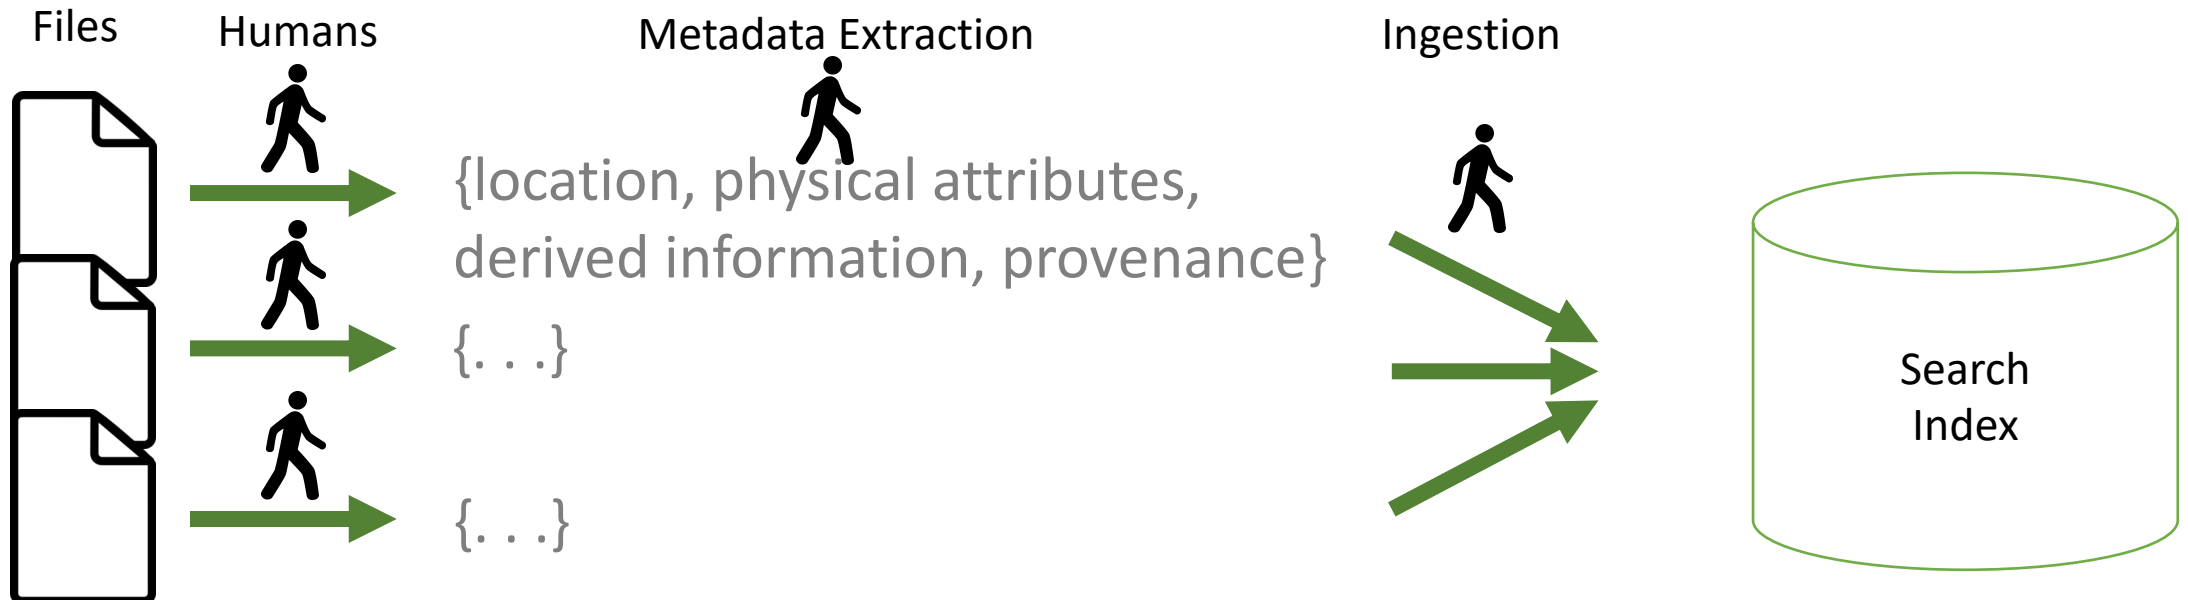 Files
Humans
Metadata Extraction
Ingestion
{location, physical attributes,
derived information, provenance}
{. . .}
{. . .}
Search
Index